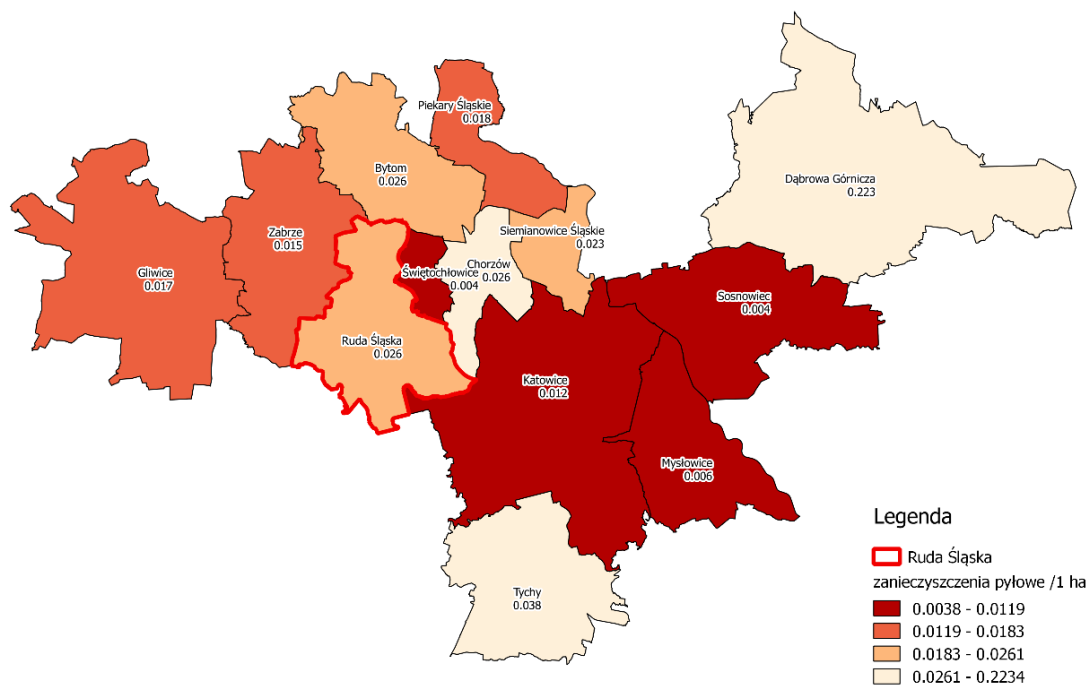 Piekary Śląskie
0.018
Bytom
0.026
Dąbrowa Górnicza
0.223
Siemianowice Śląskie
0.023
Zabrze
0.015
Chorzów
0.026
Świętochłowice
0.004
Gliwice
0.017
Sosnowiec
0.004
Ruda Śląska
0.026
Katowice
0.012
Mysłowice
0.006
Tychy
0.038
Legenda
Ruda Śląska
zanieczyszczenia pyłowe /1 ha
0.0038 - 0.0119
0.0119 - 0.0183
0.0183 - 0.0261
0.0261 - 0.2234